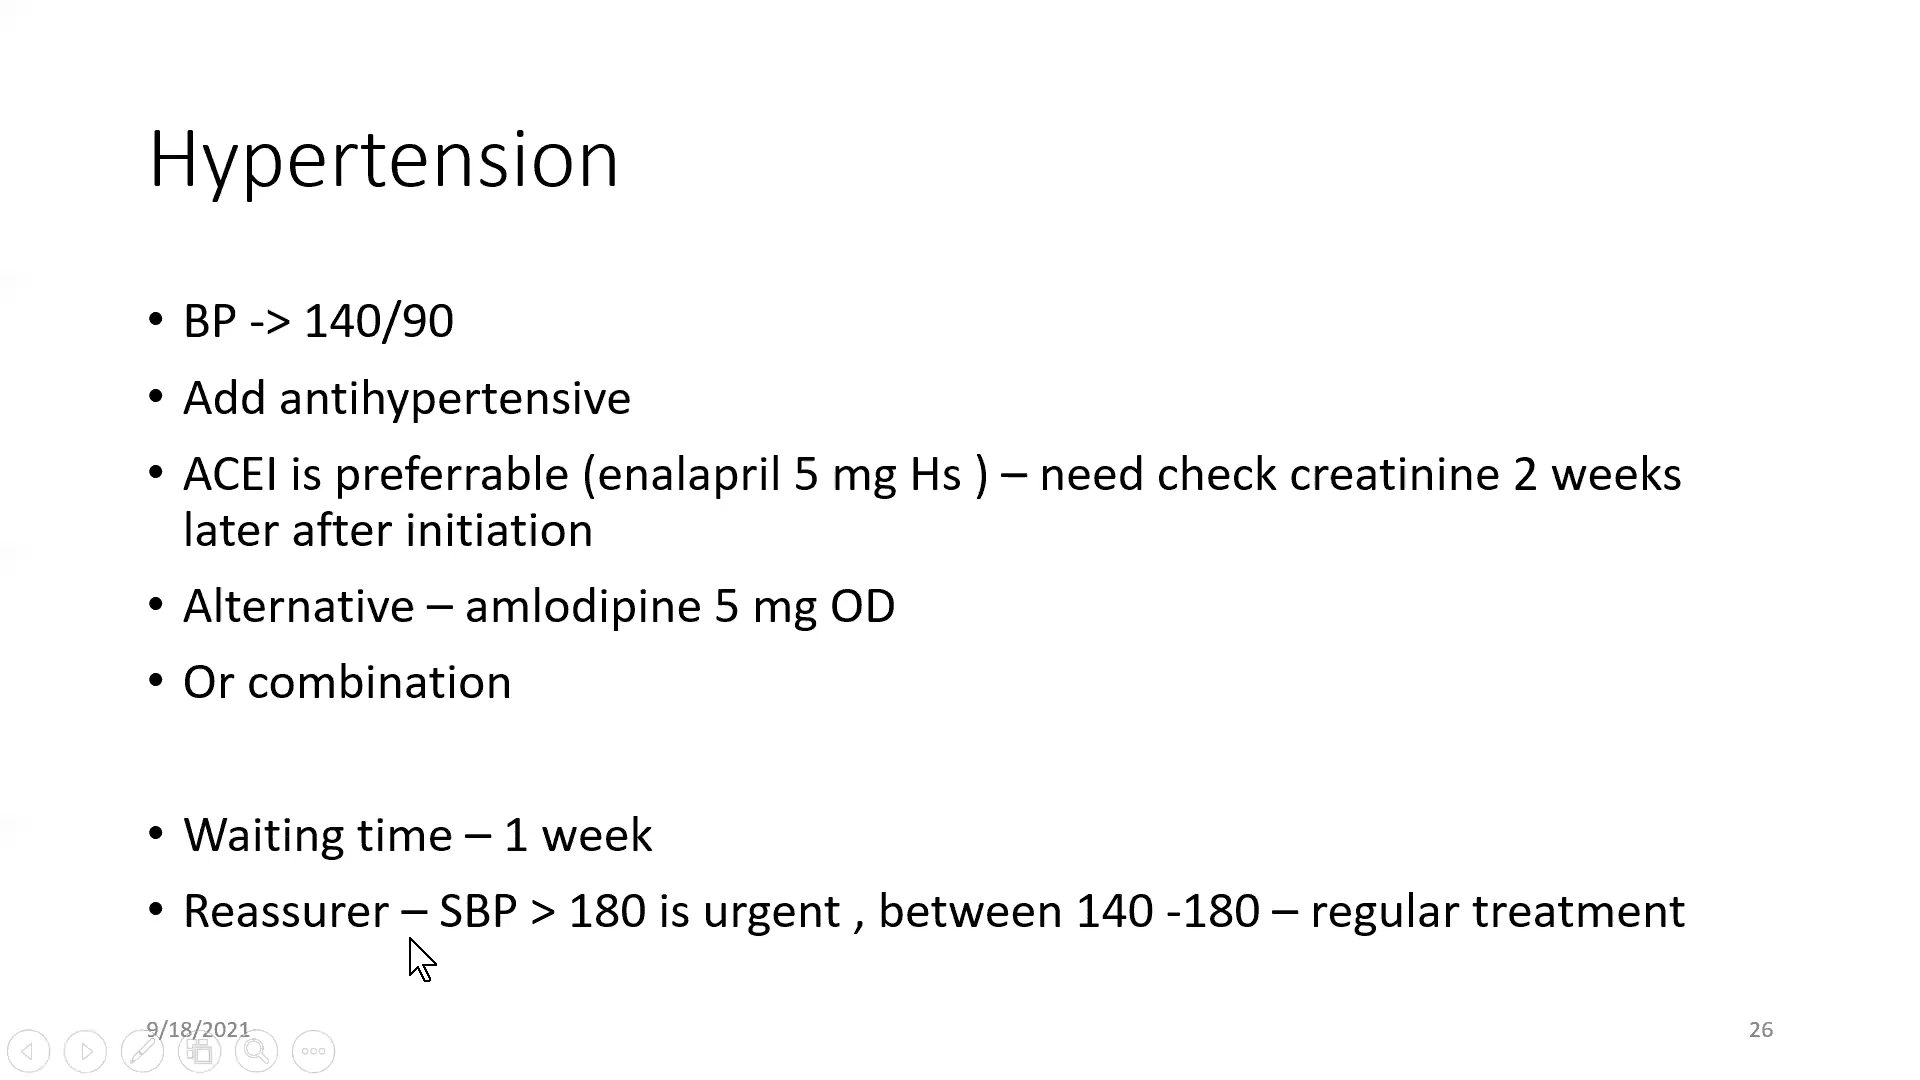 Hypertension
• BP -> 140/90
• Add antihypertensive
• ACEI is preferrable (enalapril 5 mg Hs ) – need check creatinine 2 weeks
later after initiation
• Alternative – amlodipine 5 mg OD
• Or combination
• Waiting time – 1 week
• Reassurer – SBP > 180 is urgent , between 140 -180 – regular treatment
9/18/2021
26